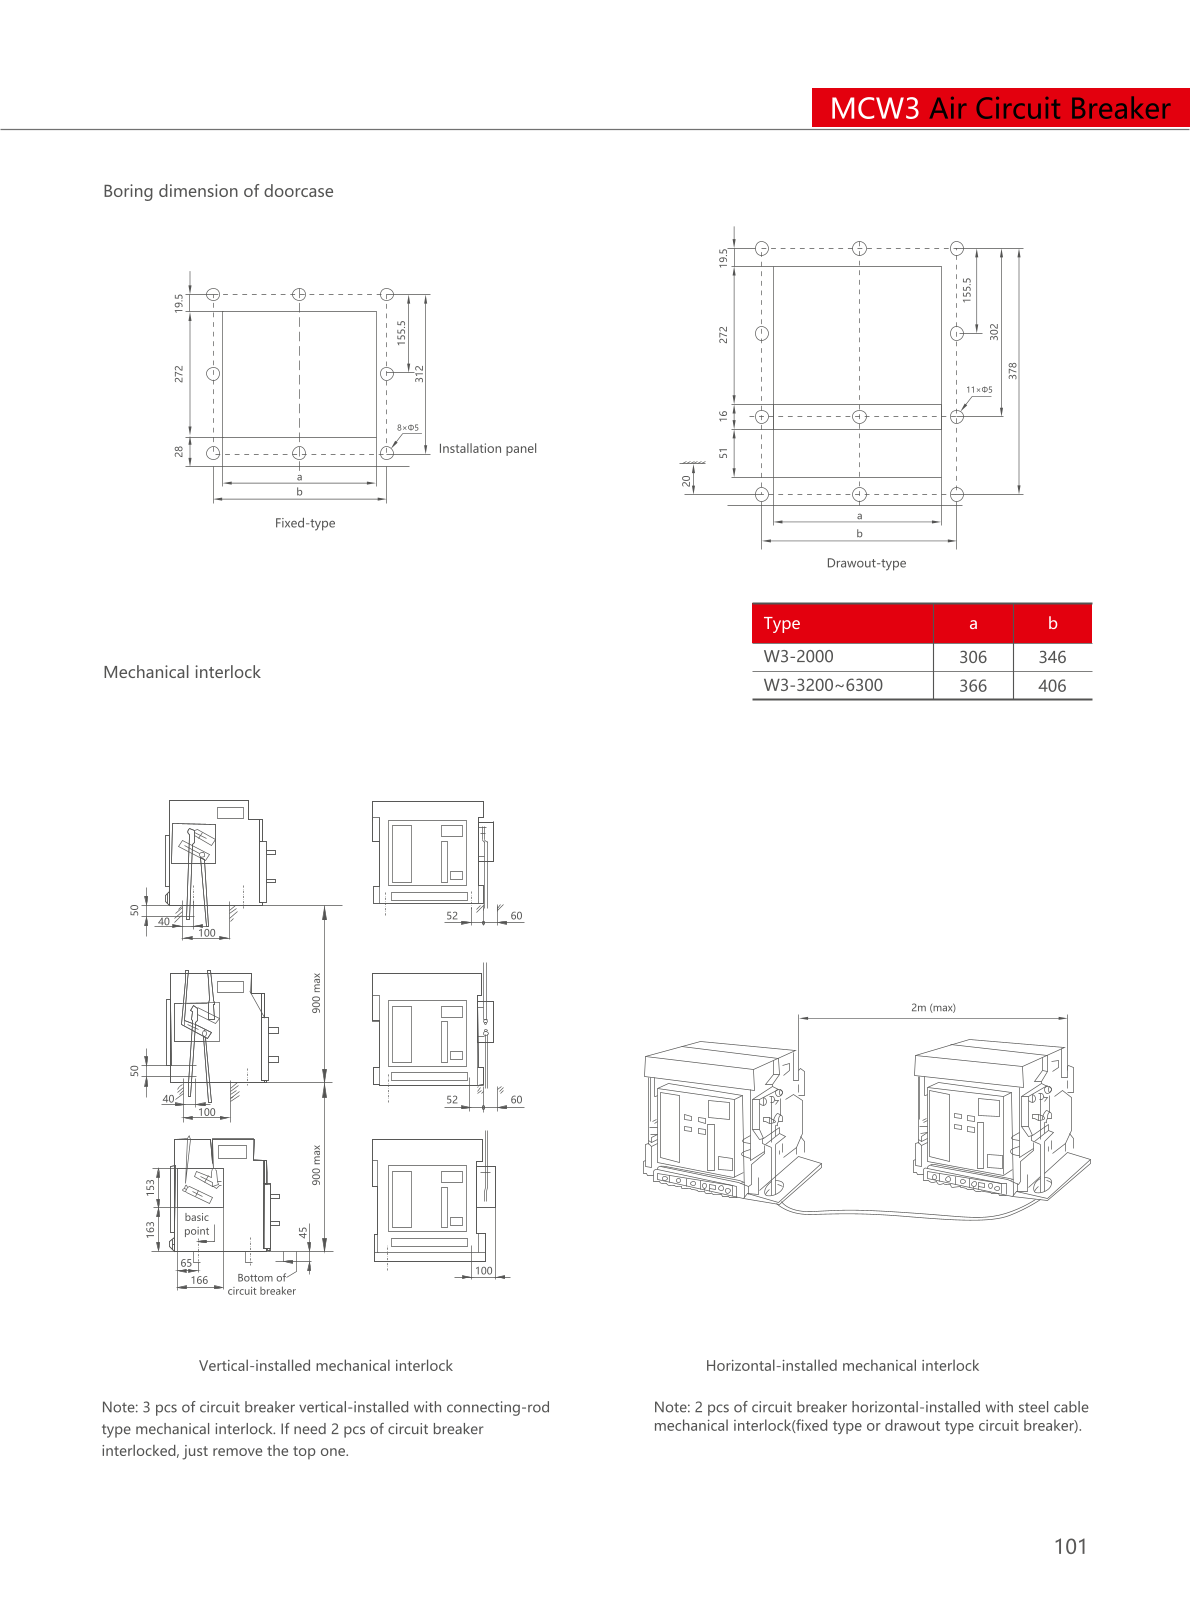 MCW3 Air Circuit Breaker
Boring dimension of doorcase
19.5
272
28
155.5
312
8×Φ5
Installation panel
a
b
Fixed-type
19.5
272
16
51
20
155.5
302
378
11×Φ5
a
b
Drawout-type
Type a b
W3-2000 306 346
W3-3200~6300 366 406
Mechanical interlock
50
40
100
900 max
52
60
50
40
100
900 max
52
60
153
163
basic
point
65
166
45
Bottom of
circuit breaker
100
2m (max)
Vertical-installed mechanical interlock
Note: 3 pcs of circuit breaker vertical-installed with connecting-rod
type mechanical interlock. If need 2 pcs of circuit breaker
interlocked, just remove the top one.
Horizontal-installed mechanical interlock
Note: 2 pcs of circuit breaker horizontal-installed with steel cable
mechanical interlock(fixed type or drawout type circuit breaker).
101